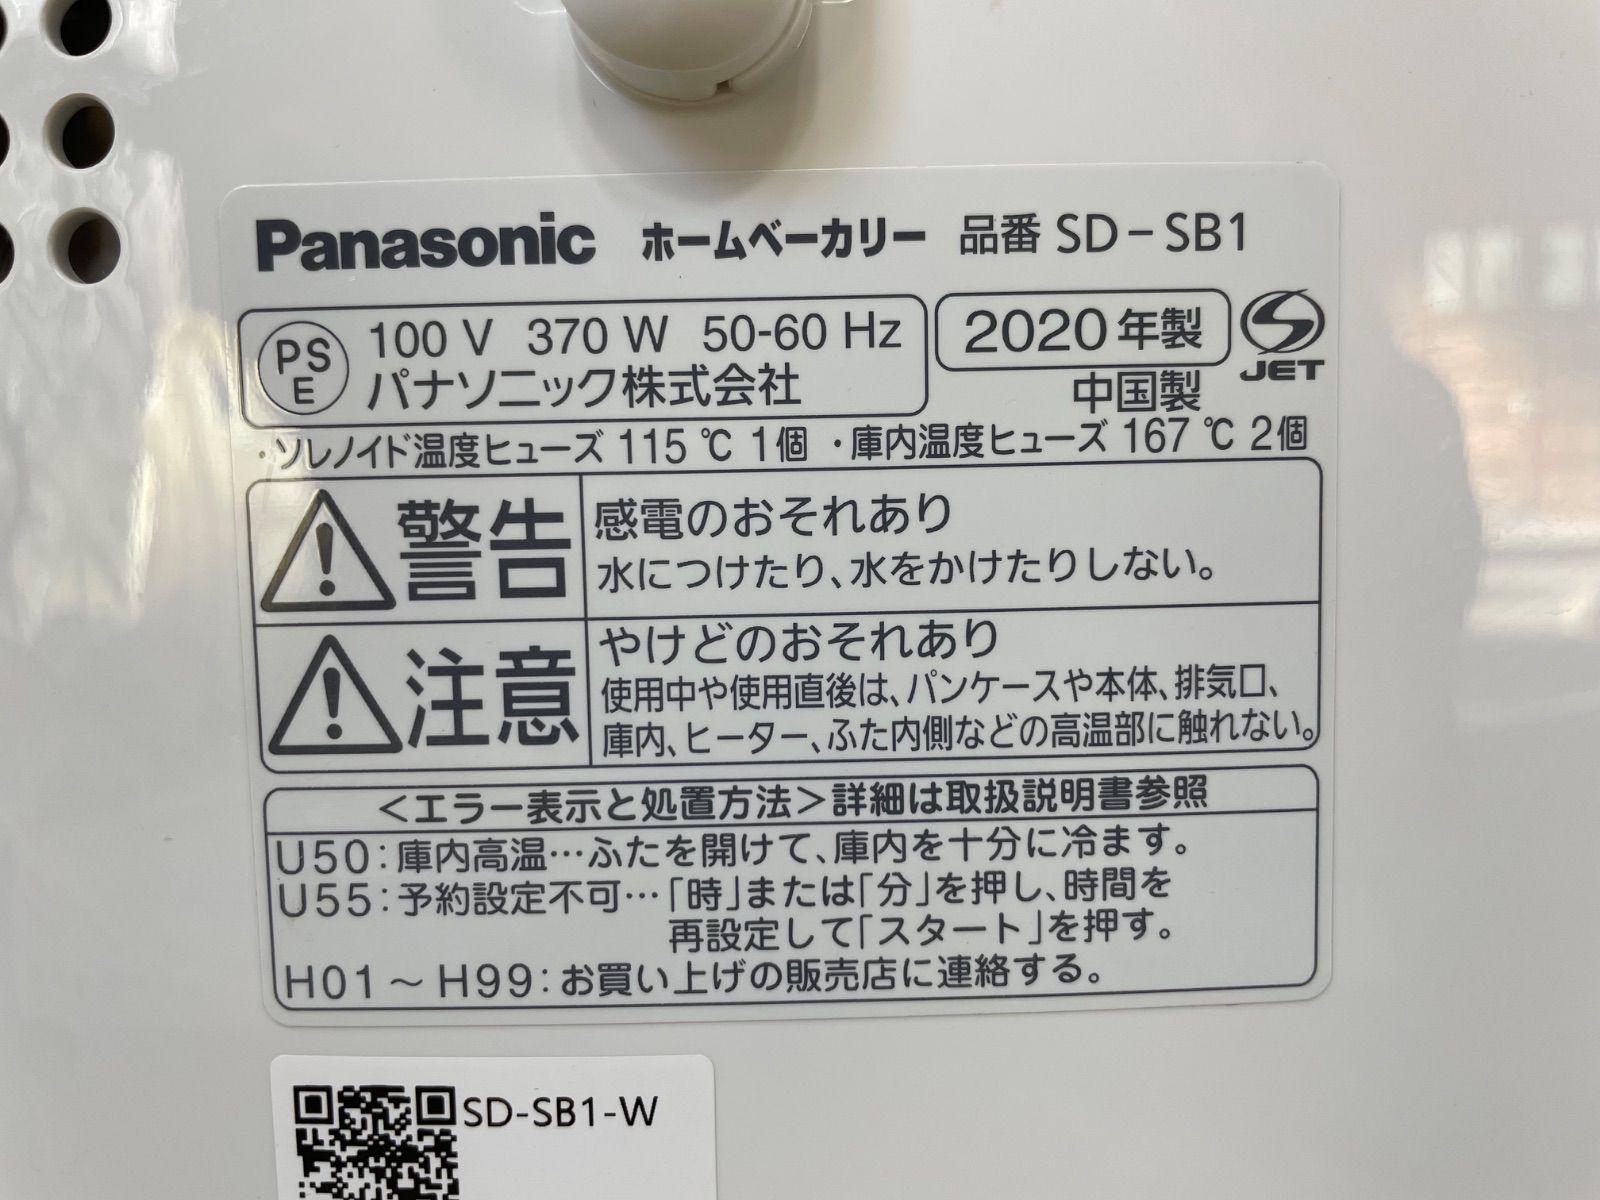 Panasonic ホームベーカリー 品番 SD-SB1
PS E 100 V 370 W 50-60 Hz 2020年製
パナソニック株式会社 中国製 JET
・ソレノイド温度ヒューズ 115 ℃ 1個 ・庫内温度ヒューズ 167 ℃ 2個
警告 感電のおそれあり
水につけたり、水をかけたりしない。
注意 やけどのおそれあり
使用中や使用直後は、パンケースや本体、排気口、
庫内、ヒーター、ふた内側などの高温部に触れない。
<エラー表示と処置方法>詳細は取扱説明書参照
U50:庫内高温…ふたを開けて、庫内を十分に冷ます。
U55:予約設定不可…「時」または「分」を押し、時間を
再設定して「スタート」を押す。
H01～H99:お買い上げの販売店に連絡する。
SD-SB1-W